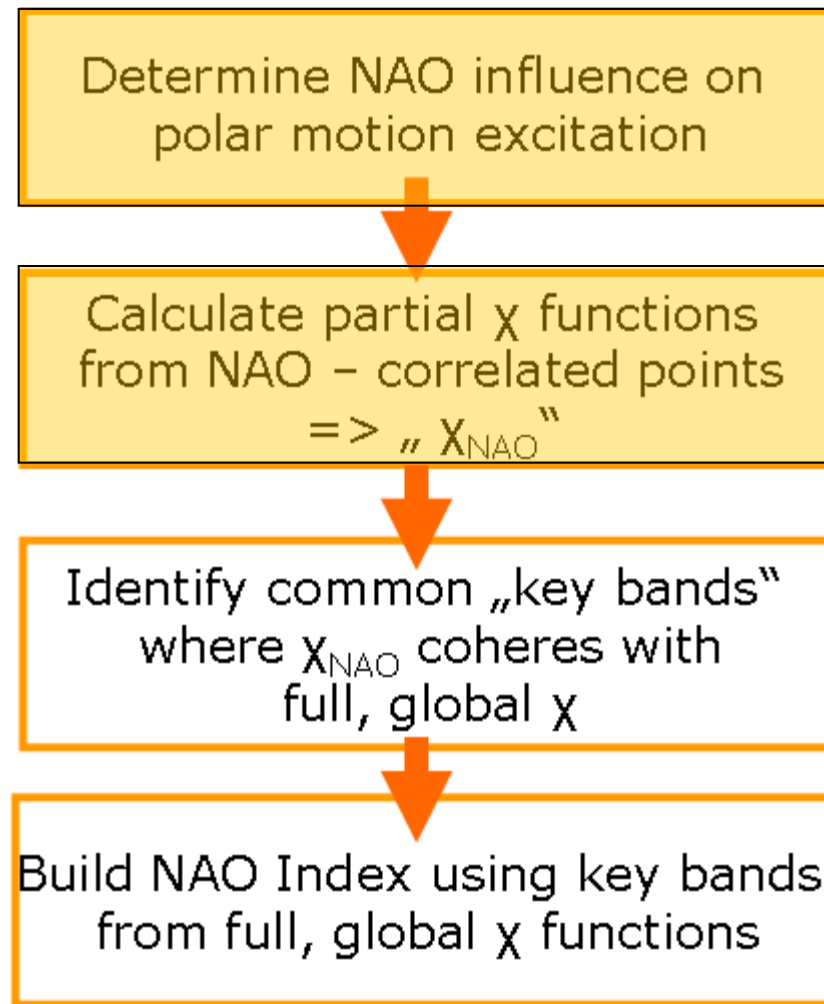 Determine NAO influence on
polar motion excitation
Calculate partial χ functions
from NAO – correlated points
=> „ χNAO“
Identify common „key bands“
where χNAO coheres with
full, global χ
Build NAO Index using key bands
from full, global χ functions